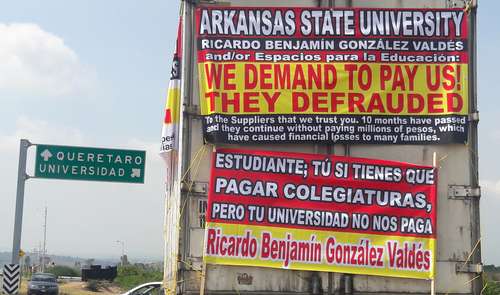 ARKANSAS STATE UNIVERSITY
RICARDO BENJAMÍN GONZÁLEZ VALDÉS
and/or Espacios para la Educación:
WE DEMAND TO PAY US!
THEY DEFRAUDED
To the Suppliers that we trust you. 10 months have passed
and they continue without paying millions of pesos, which
have caused financial losses to many families.
ESTUDIANTE; TÚ SI TIENES QUE
PAGAR COLEGIATURAS,
PERO TU UNIVERSIDAD NO NOS PAGA
Ricardo Benjamín González Valdés
QUERETARO
UNIVERSIDAD